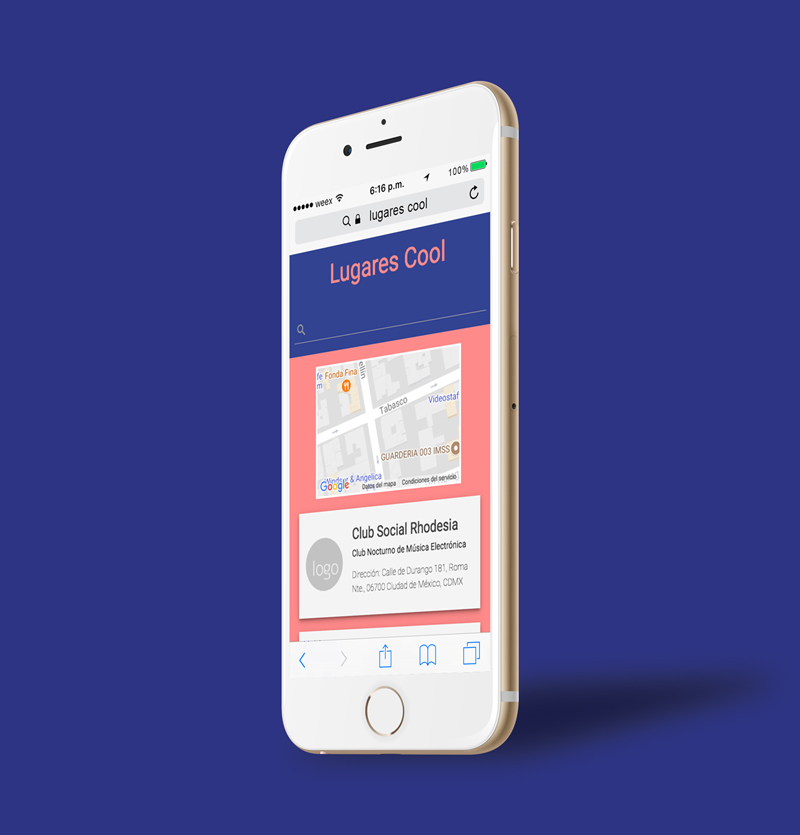 weex
6:16 p.m.
100%
lugares cool
Lugares Cool
fe Fonda Fina
m
ellín
Tabasco
Videostaf
GUARDERIA 003 IMSS
Windsor & Angelica
Google
Datos del mapa
Condiciones del servicio
Club Social Rhodesia
Club Nocturno de Música Electrónica
Dirección: Calle de Durango 181, Roma
Nte., 06700 Ciudad de México, CDMX
logo